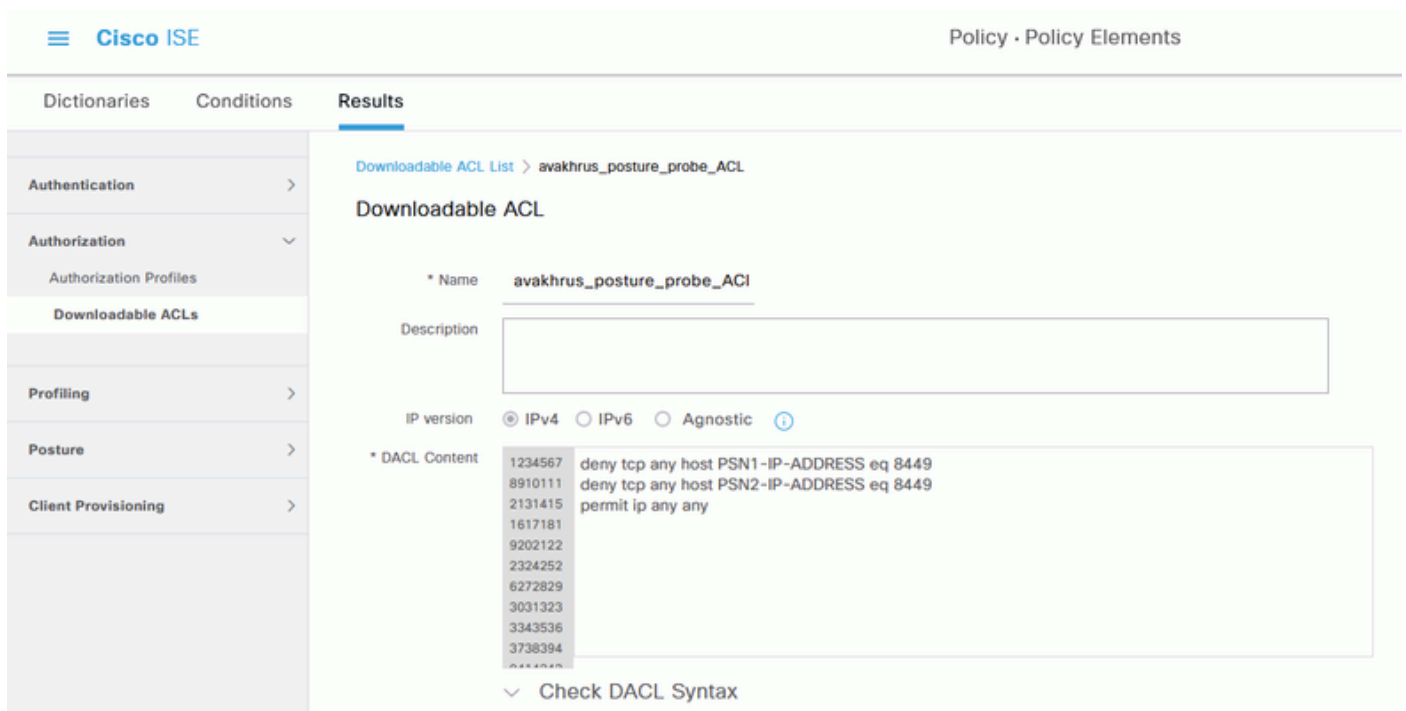 Cisco ISE
Policy · Policy Elements
Dictionaries Conditions Results
Authentication
Authorization
Authorization Profiles
Downloadable ACLs
Profiling
Posture
Client Provisioning
Downloadable ACL List > avakhrus_posture_probe_ACL
Downloadable ACL
* Name avakhrus_posture_probe_ACl
Description
IP version IPv4 IPv6 Agnostic
* DACL Content
1234567 deny tcp any host PSN1-IP-ADDRESS eq 8449
8910111 deny tcp any host PSN2-IP-ADDRESS eq 8449
2131415 permit ip any any
1617181
9202122
2324252
6272829
3031323
3343536
3738394
Check DACL Syntax